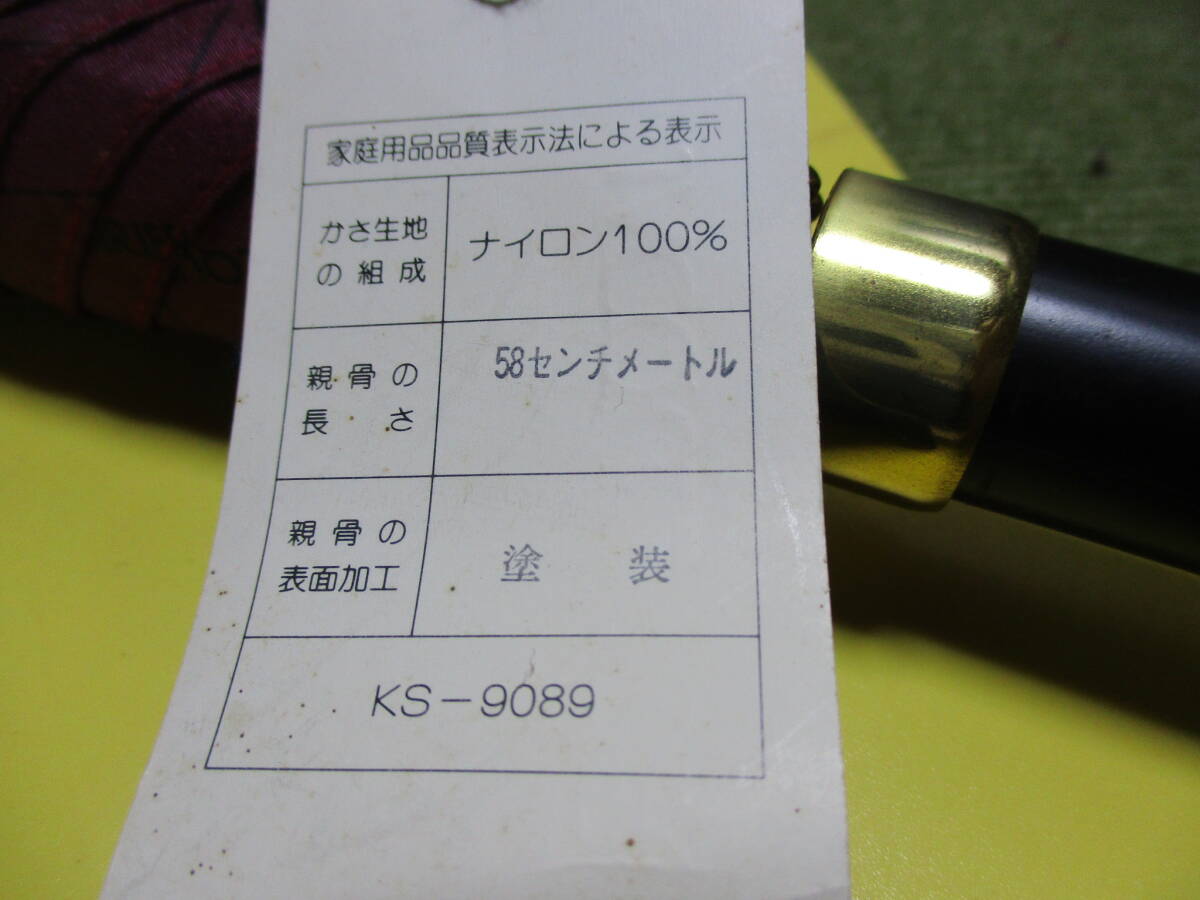 家庭用品品質表示法による表示
かさ生地
の組成
ナイロン100%
親骨の
長さ
58センチメートル
親骨の
表面加工
塗装
KS-9089